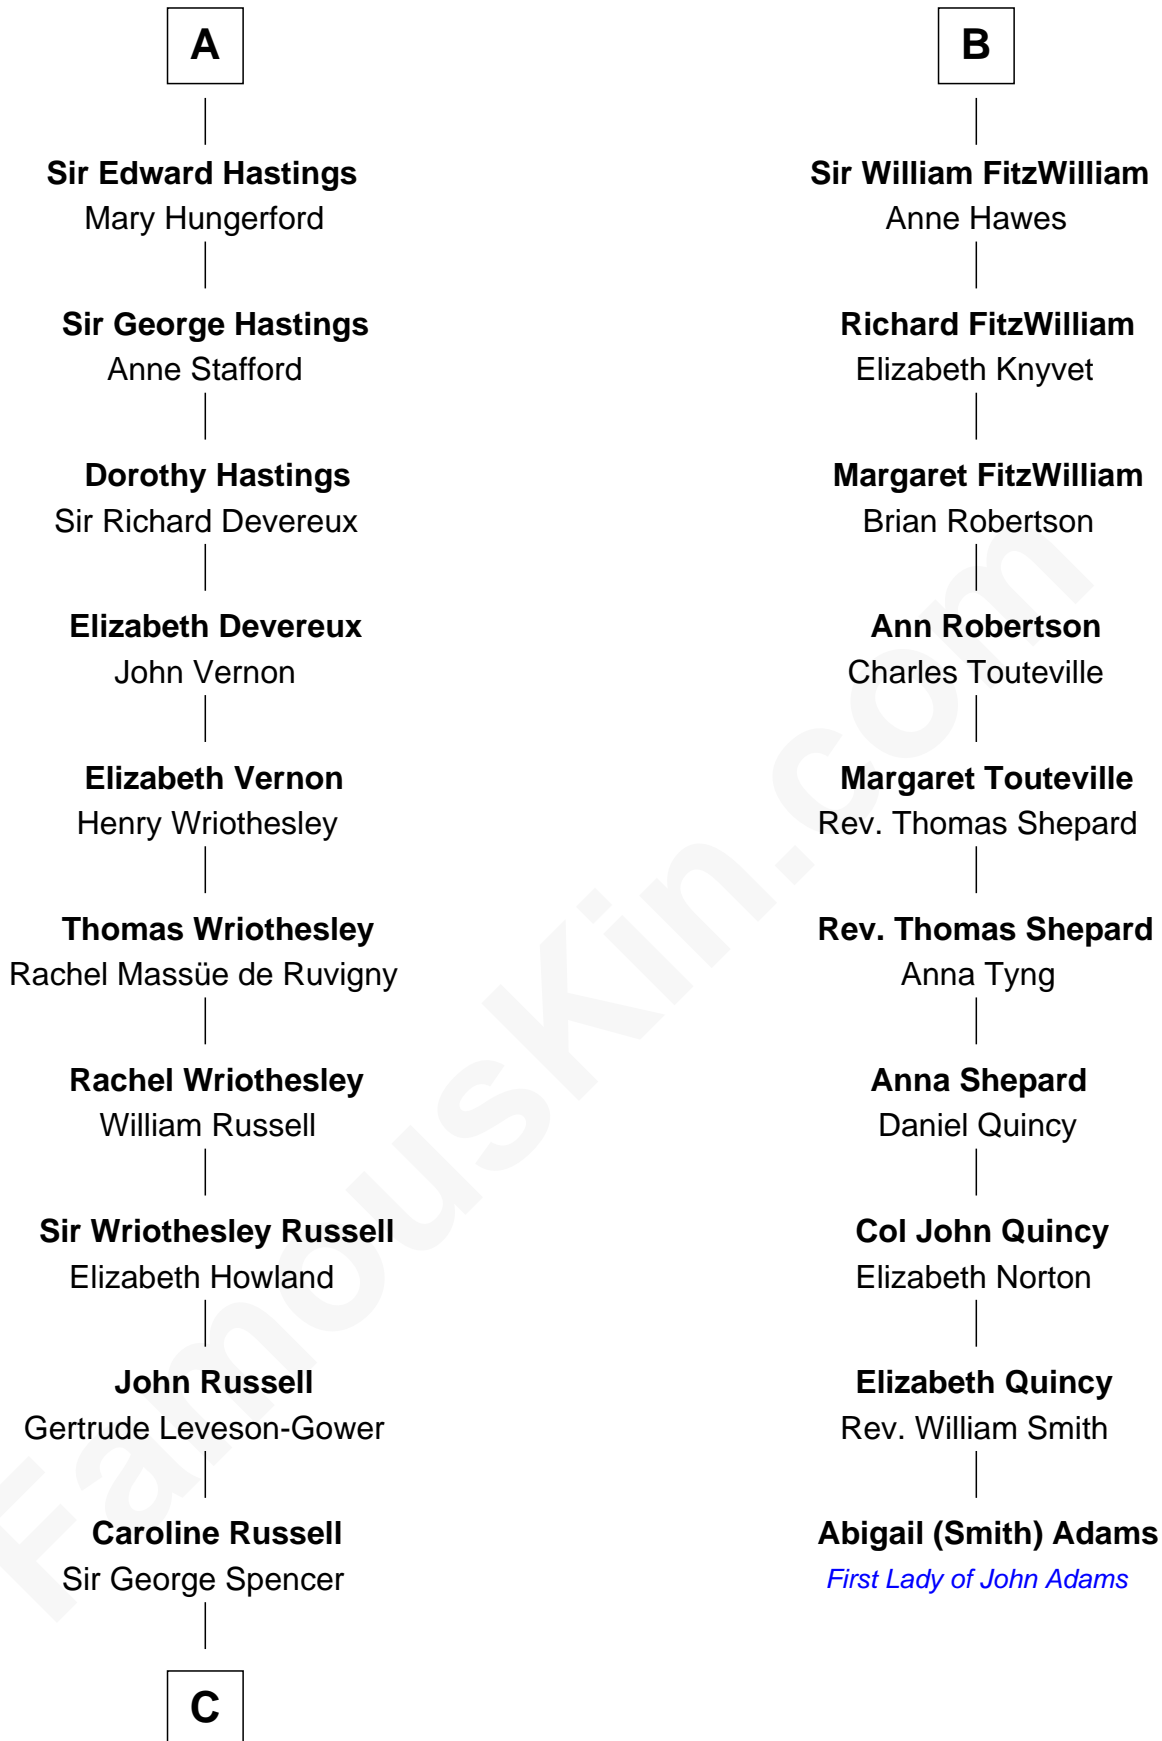 A
Sir Edward Hastings
Mary Hungerford
Sir George Hastings
Anne Stafford
Dorothy Hastings
Sir Richard Devereux
Elizabeth Devereux
John Vernon
Elizabeth Vernon
Henry Wriothesley
Thomas Wriothesley
Rachel Massüe de Ruvigny
Rachel Wriothesley
William Russell
Sir Wriothesley Russell
Elizabeth Howland
John Russell
Gertrude Leveson-Gower
Caroline Russell
Sir George Spencer
C
B
Sir William FitzWilliam
Anne Hawes
Richard FitzWilliam
Elizabeth Knyvet
Margaret FitzWilliam
Brian Robertson
Ann Robertson
Charles Touteville
Margaret Touteville
Rev. Thomas Shepard
Rev. Thomas Shepard
Anna Tyng
Anna Shepard
Daniel Quincy
Col John Quincy
Elizabeth Norton
Elizabeth Quincy
Rev. William Smith
Abigail (Smith) Adams
First Lady of John Adams
FamousKin.com